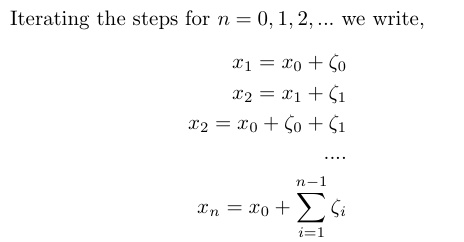 Iterating the steps for n = 0, 1, 2, ... we write,
x₁ = x₀ + ζ₀
x₂ = x₁ + ζ₁
x₂ = x₀ + ζ₀ + ζ₁
....
xₙ = x₀ + ∑_{i=1}^{n−1} ζᵢ